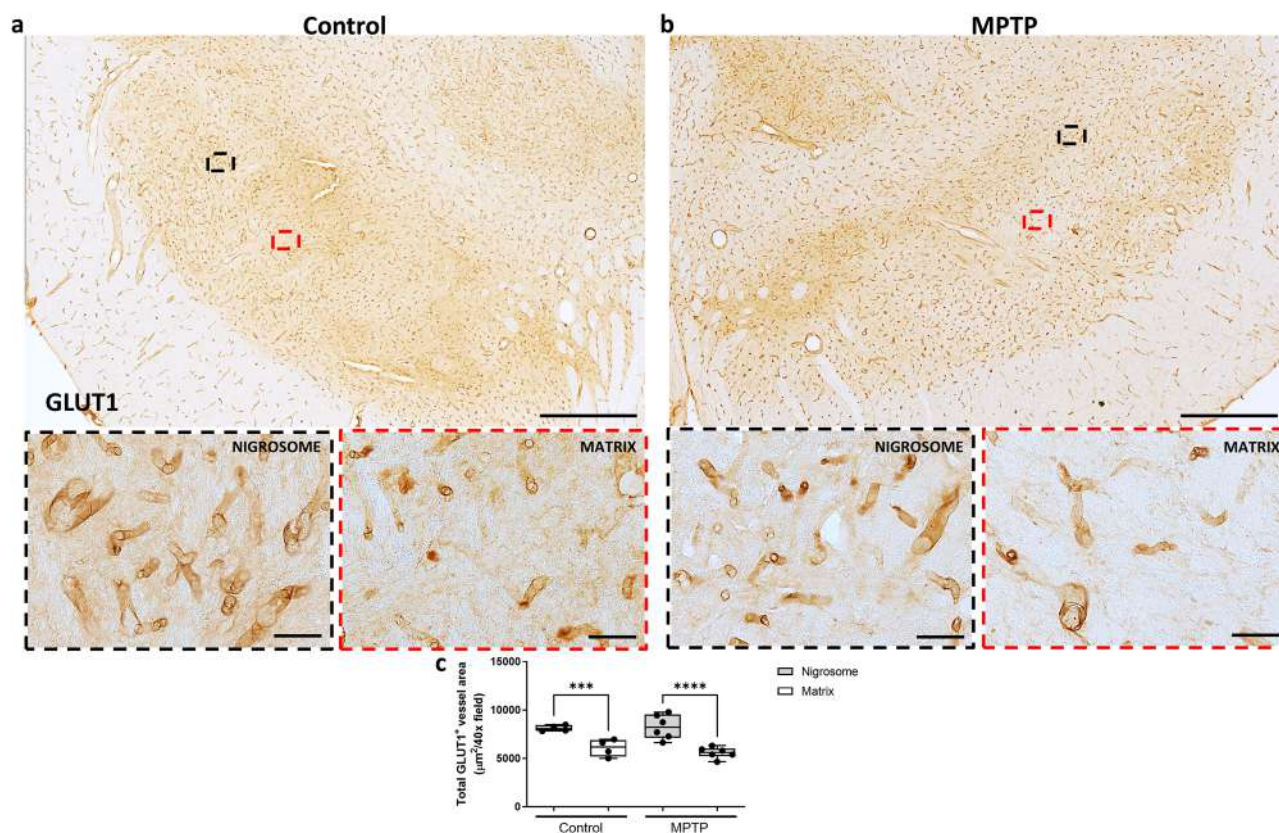 a
Control
b
MPTP
GLUT1
NIGROSOME
MATRIX
NIGROSOME
MATRIX
c
Total GLUT1⁺ vessel area
(μm²/40x field)
15000
10000
5000
0
***
****
Control
MPTP
Nigrosome
Matrix